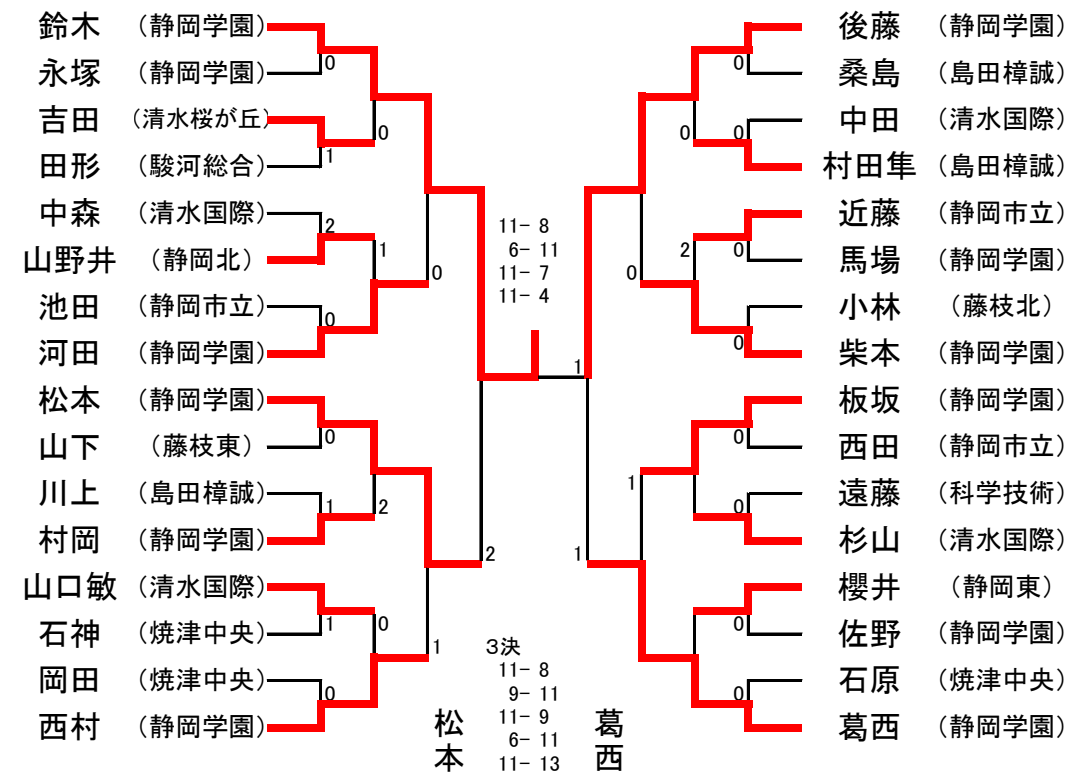 鈴木 (静岡学園)
永塚 (静岡学園)
0
吉田 (清水桜が丘)
0
田形 (駿河総合)
1
中森 (清水国際)
2
山野井 (静岡北)
1
0
池田 (静岡市立)
0
河田 (静岡学園)
松本 (静岡学園)
山下 (藤枝東)
0
川上 (島田樟誠)
1
2
村岡 (静岡学園)
2
山口敏 (清水国際)
石神 (焼津中央)
1
0
1
岡田 (焼津中央)
0
西村 (静岡学園)
11- 8
6- 11
11- 7
11- 4
1
3決
11- 8
9- 11
11- 9
6- 11
11- 13
松本
葛西
後藤 (静岡学園)
0
桑島 (島田樟誠)
中田 (清水国際)
0
0
村田隼 (島田樟誠)
近藤 (静岡市立)
2
0
馬場 (静岡学園)
0
小林 (藤枝北)
0
柴本 (静岡学園)
板坂 (静岡学園)
0
西田 (静岡市立)
1
遠藤 (科学技術)
0
杉山 (清水国際)
1
櫻井 (静岡東)
0
佐野 (静岡学園)
石原 (焼津中央)
0
葛西 (静岡学園)